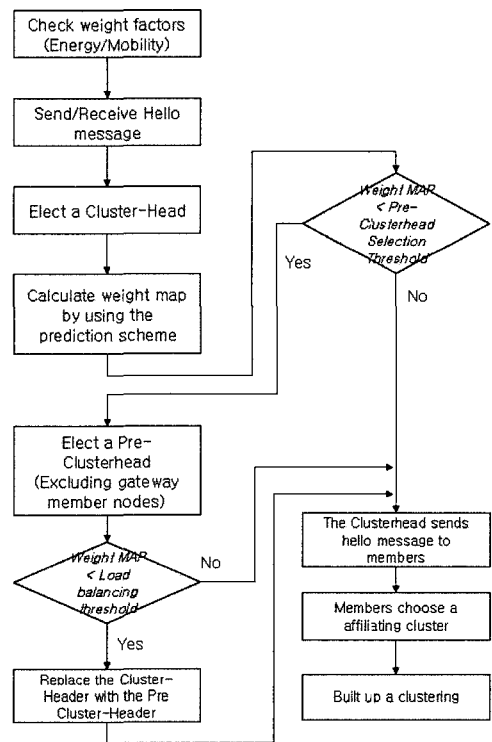 Check weight factors
(Energy/Mobility)
Send/Receive Hello
message
Elect a Cluster-Head
Calculate weight map
by using the
prediction scheme
Weight MAP
< Pre-
Clusterhead
Selection
Threshold
Yes
No
Elect a Pre-
Clusterhead
(Excluding gateway
member nodes)
Weight MAP
< Load
balancing
threshold
No
Yes
Replace the Cluster-
Header with the Pre
Cluster-Header
The Clusterhead sends
hello message to
members
Members choose a
affiliating cluster
Built up a clustering